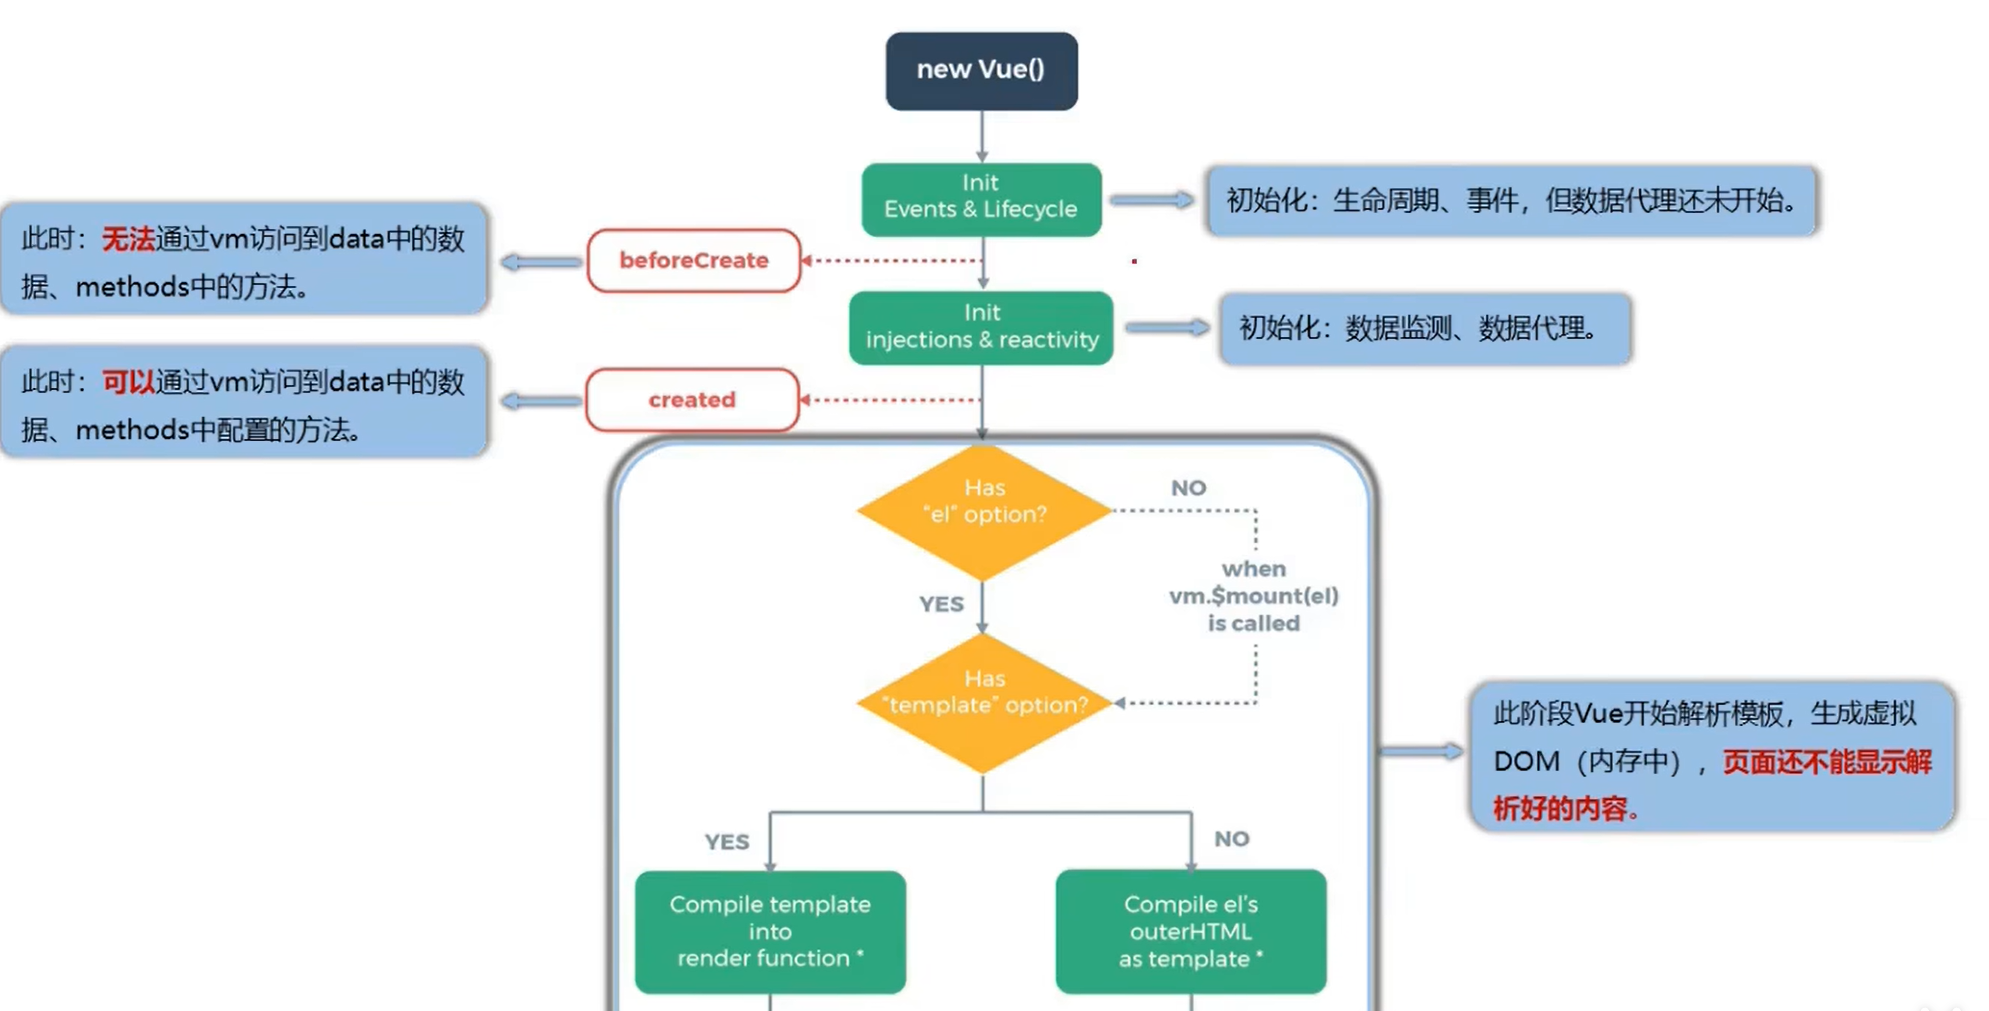 new Vue()
Init
Events & Lifecycle
初始化：生命周期、事件，但数据代理还未开始。
此时：无法通过vm访问到data中的数
据、methods中的方法。
beforeCreate
Init
injections & reactivity
初始化：数据监测、数据代理。
此时：可以通过vm访问到data中的数
据、methods中配置的方法。
created
Has
“el” option?
NO
when
vm.$mount(el)
is called
YES
Has
“template” option?
此阶段Vue开始解析模板，生成虚拟
DOM（内存中），页面还不能显示解
析好的内容。
YES
NO
Compile template
into
render function *
Compile el's
outerHTML
as template *